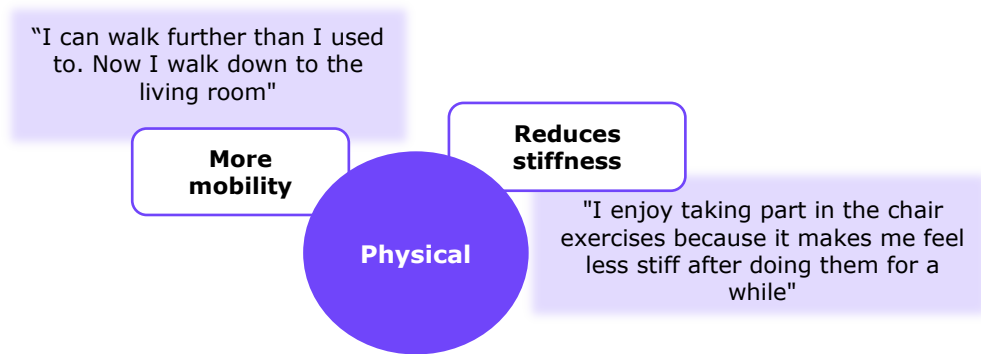 “I can walk further than I used
to. Now I walk down to the
living room"
More
mobility
Reduces
stiffness
Physical
"I enjoy taking part in the chair
exercises because it makes me feel
less stiff after doing them for a
while"